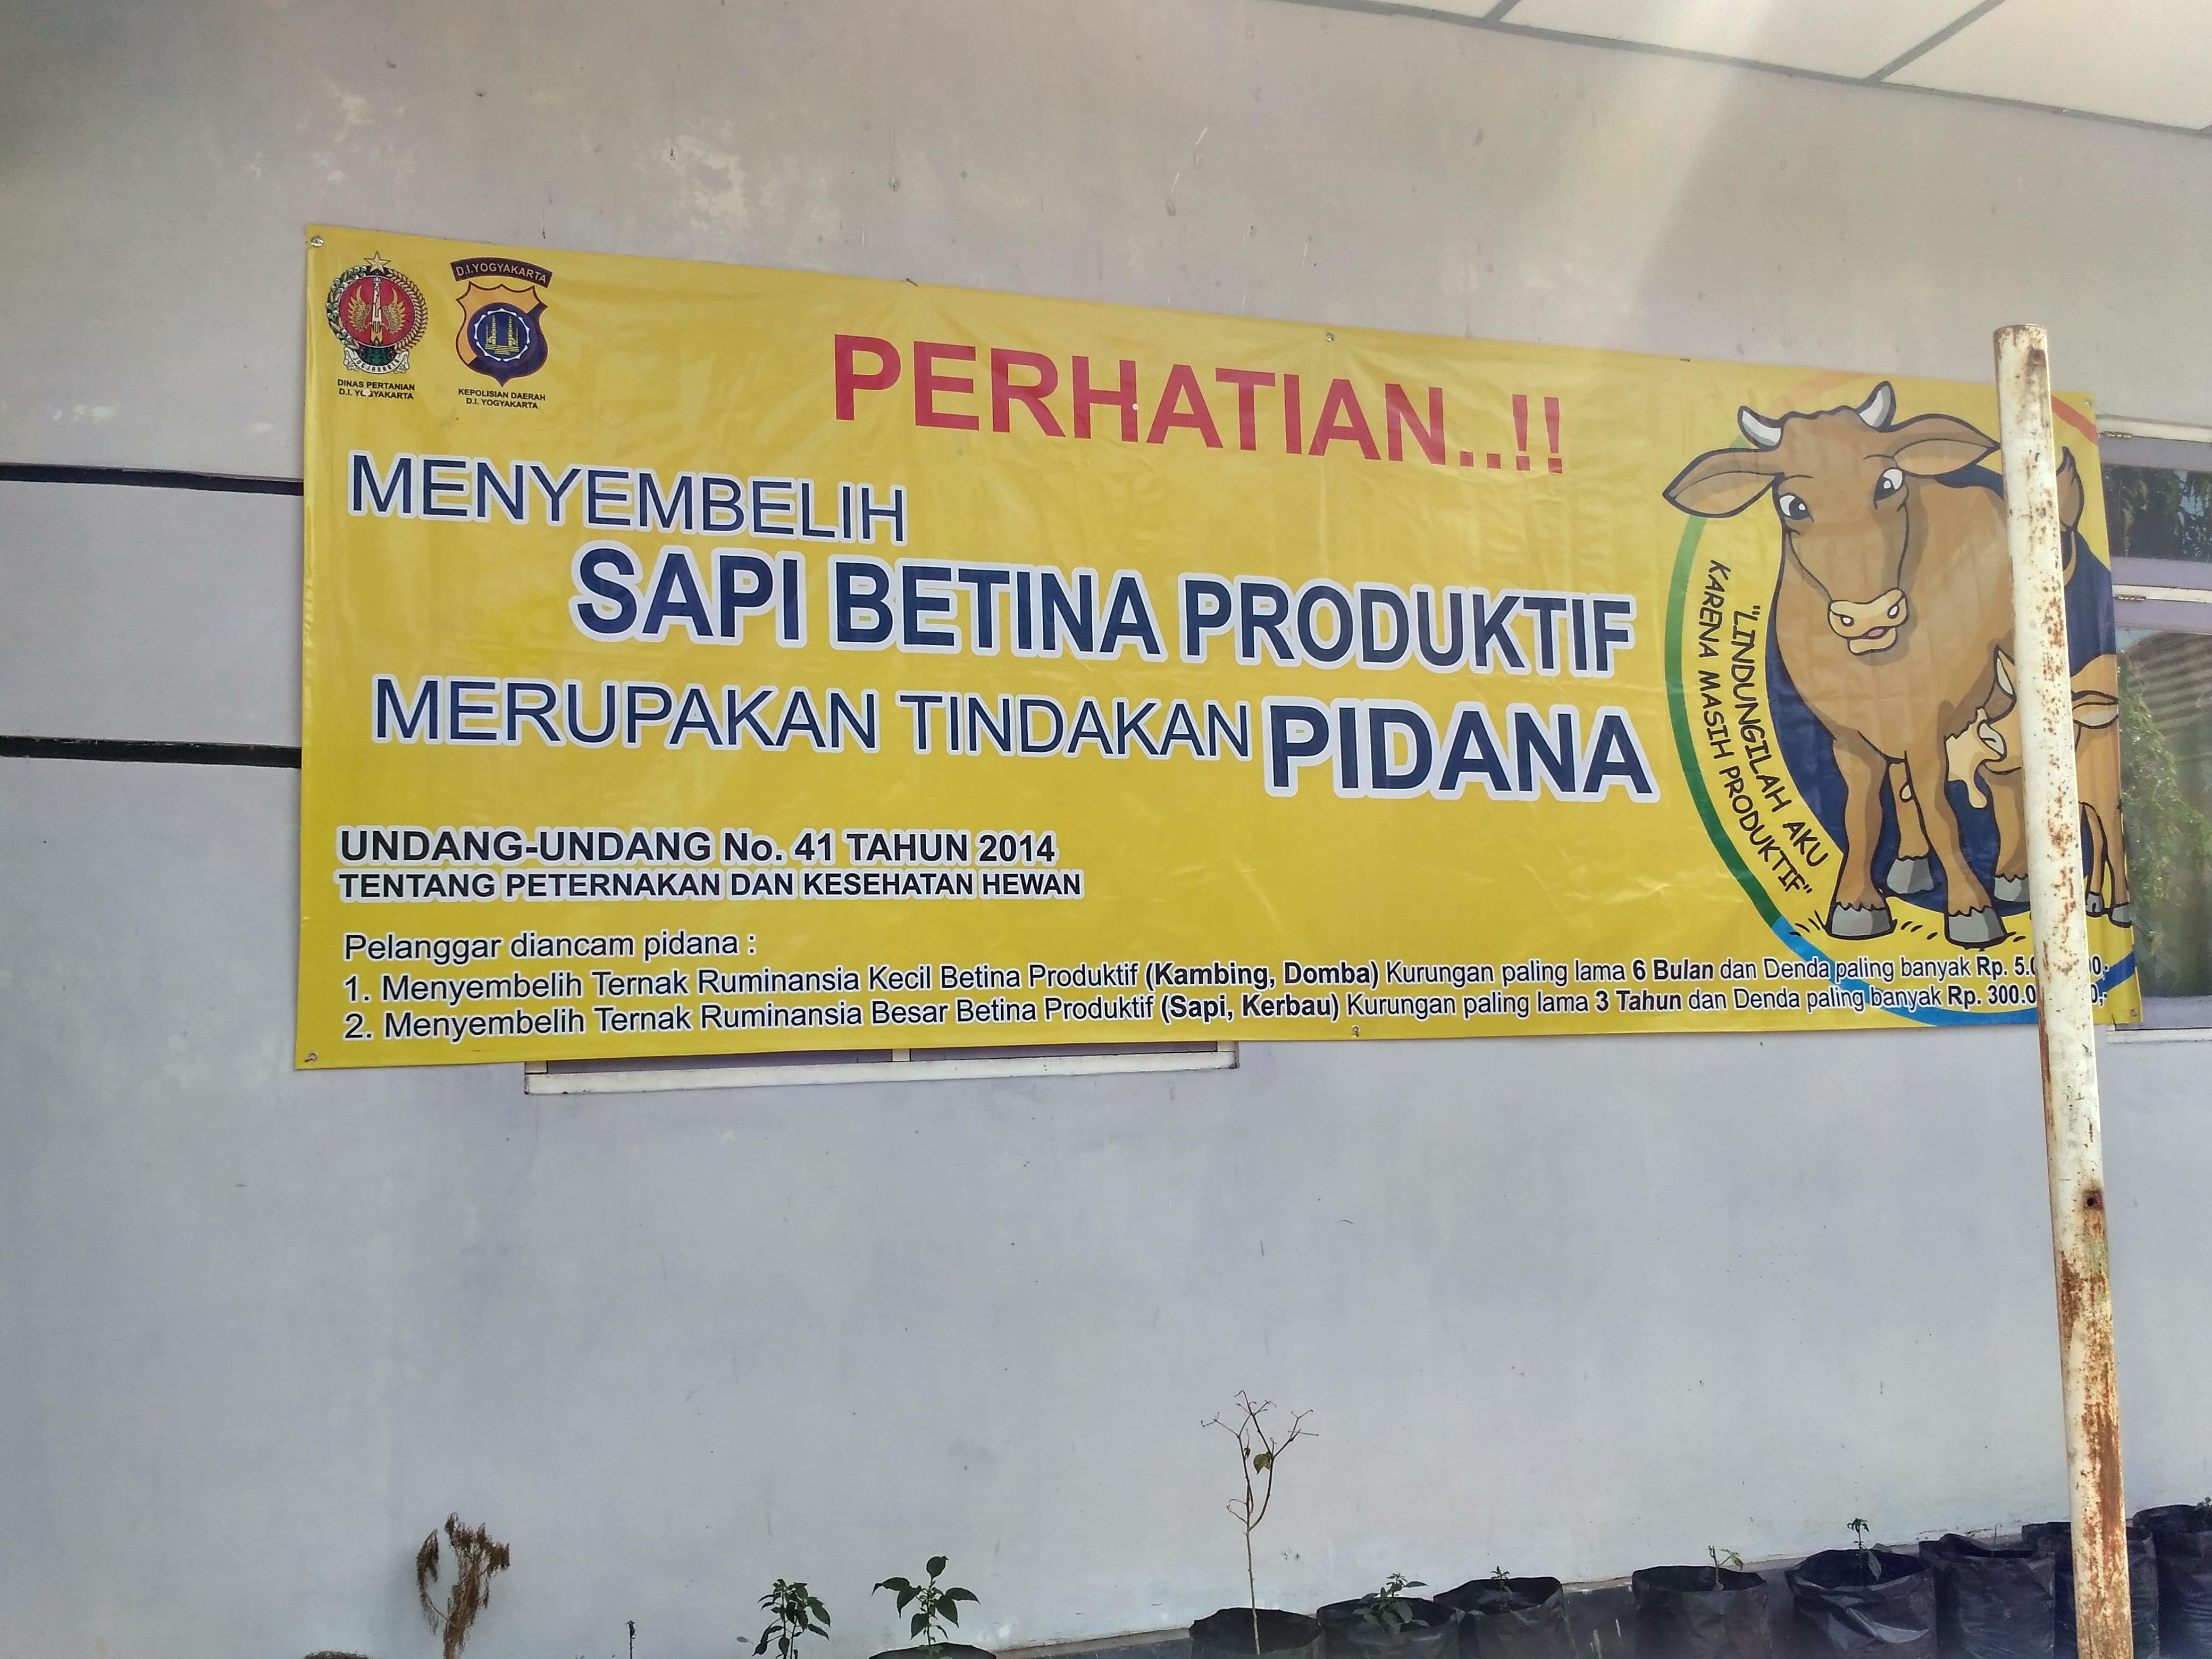 D.I.YOGYAKARTA
DINAS PERTANIAN
D.I. YOGYAKARTA
KEPOLISIAN DAERAH
D.I. YOGYAKARTA
PERHATIAN..!!
MENYEMBELIH
SAPI BETINA PRODUKTIF
MERUPAKAN TINDAKAN PIDANA
"LINDUNGILAH AKU
KARENA MASIH PRODUKTIF"
UNDANG-UNDANG No. 41 TAHUN 2014
TENTANG PETERNAKAN DAN KESEHATAN HEWAN
Pelanggar diancam pidana :
1. Menyembelih Ternak Ruminansia Kecil Betina Produktif (Kambing, Domba) Kurungan paling lama 6 Bulan dan Denda paling banyak Rp.
2. Menyembelih Ternak Ruminansia Besar Betina Produktif (Sapi, Kerbau) Kurungan paling lama 3 Tahun dan Denda paling banyak Rp.